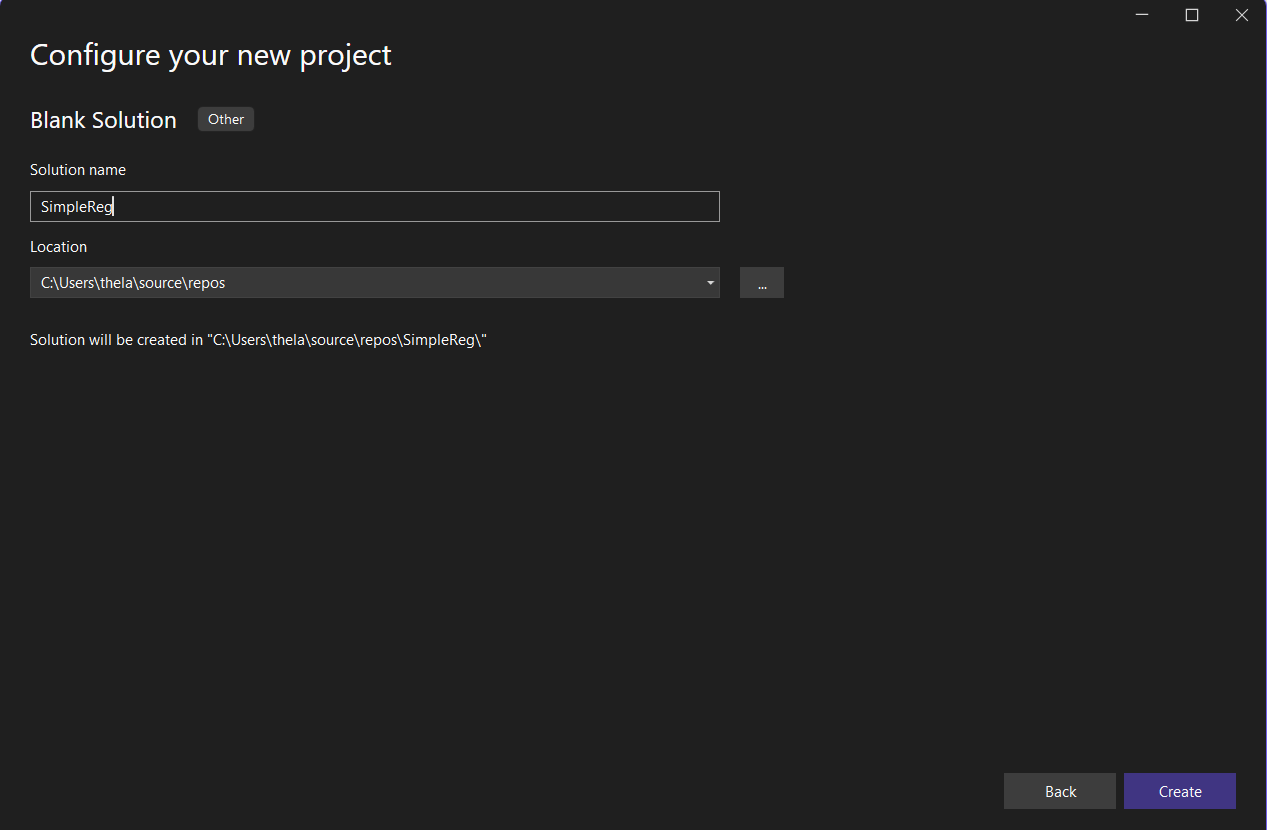 Configure your new project
Blank Solution Other
Solution name
SimpleReg
Location
C:\Users\thela\source\repos
...
Solution will be created in "C:\Users\thela\source\repos\SimpleReg\"
Back Create